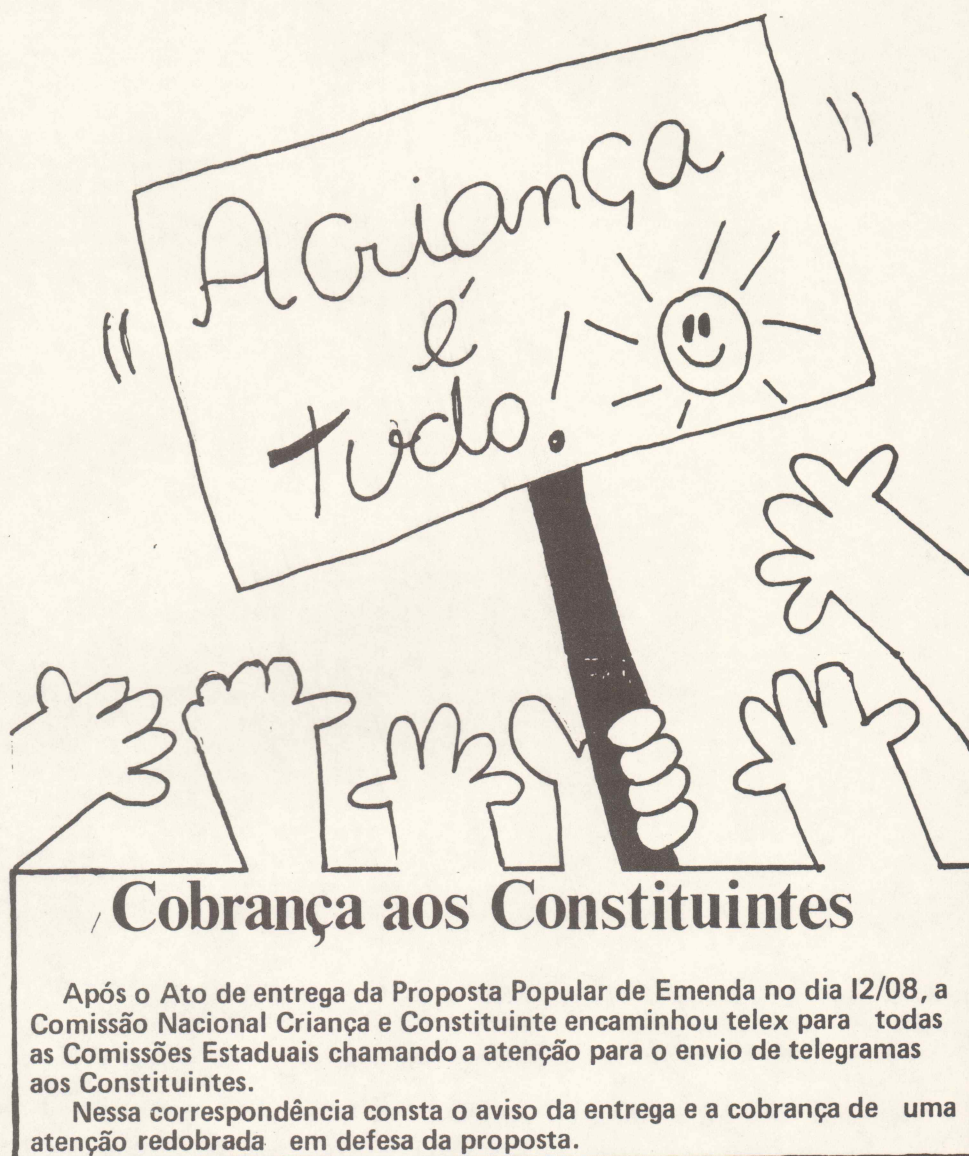 A criança
é
tudo!
Cobrança aos Constituintes
Após o Ato de entrega da Proposta Popular de Emenda no dia 12/08, a
Comissão Nacional Criança e Constituinte encaminhou telex para todas
as Comissões Estaduais chamando a atenção para o envio de telegramas
aos Constituintes.
Nessa correspondência consta o aviso da entrega e a cobrança de uma
atenção redobrada em defesa da proposta.